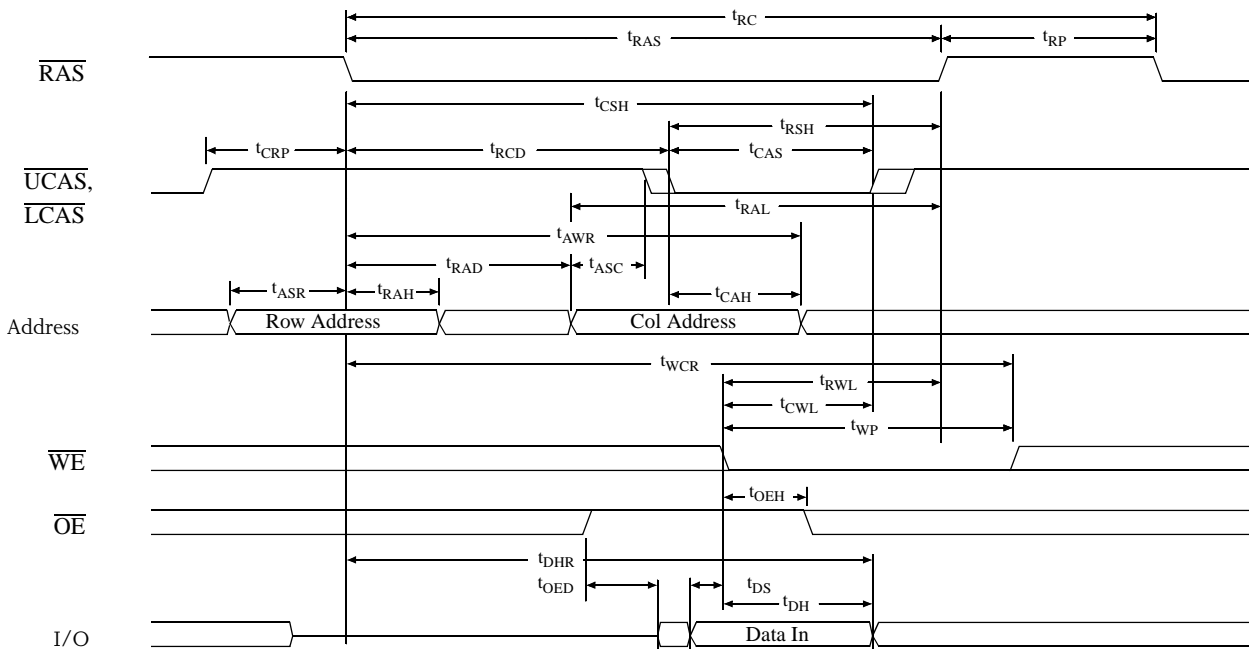 tRC
tRAS
tRP
RAS
tCSH
tRSH
tCRP
tRCD
tCAS
UCAS,
LCAS
tRAL
tAWR
tRAD
tASC
tASR
tRAH
tCAH
Address
Row Address
Col Address
tWCR
tRWL
tCWL
tWP
WE
tOEH
OE
tDHR
tOED
tDS
tDH
I/O
Data In